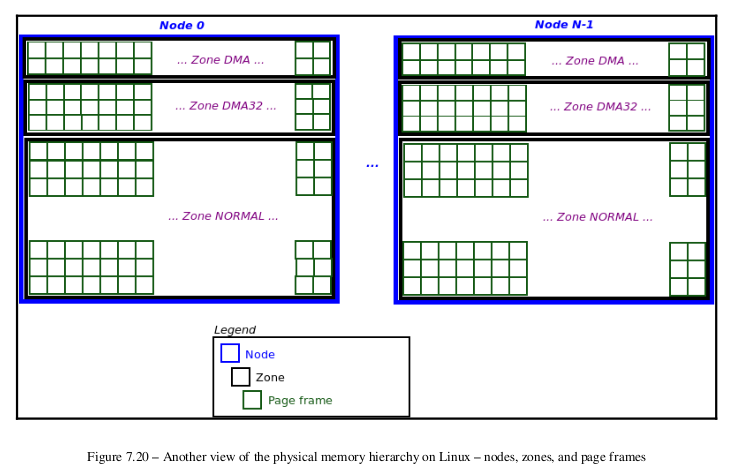 Node 0
Node N-1
... Zone DMA ...
... Zone DMA ...
... Zone DMA32 ...
... Zone DMA32 ...
...
... Zone NORMAL ...
... Zone NORMAL ...
Legend
Node
Zone
Page frame
Figure 7.20 – Another view of the physical memory hierarchy on Linux – nodes, zones, and page frames